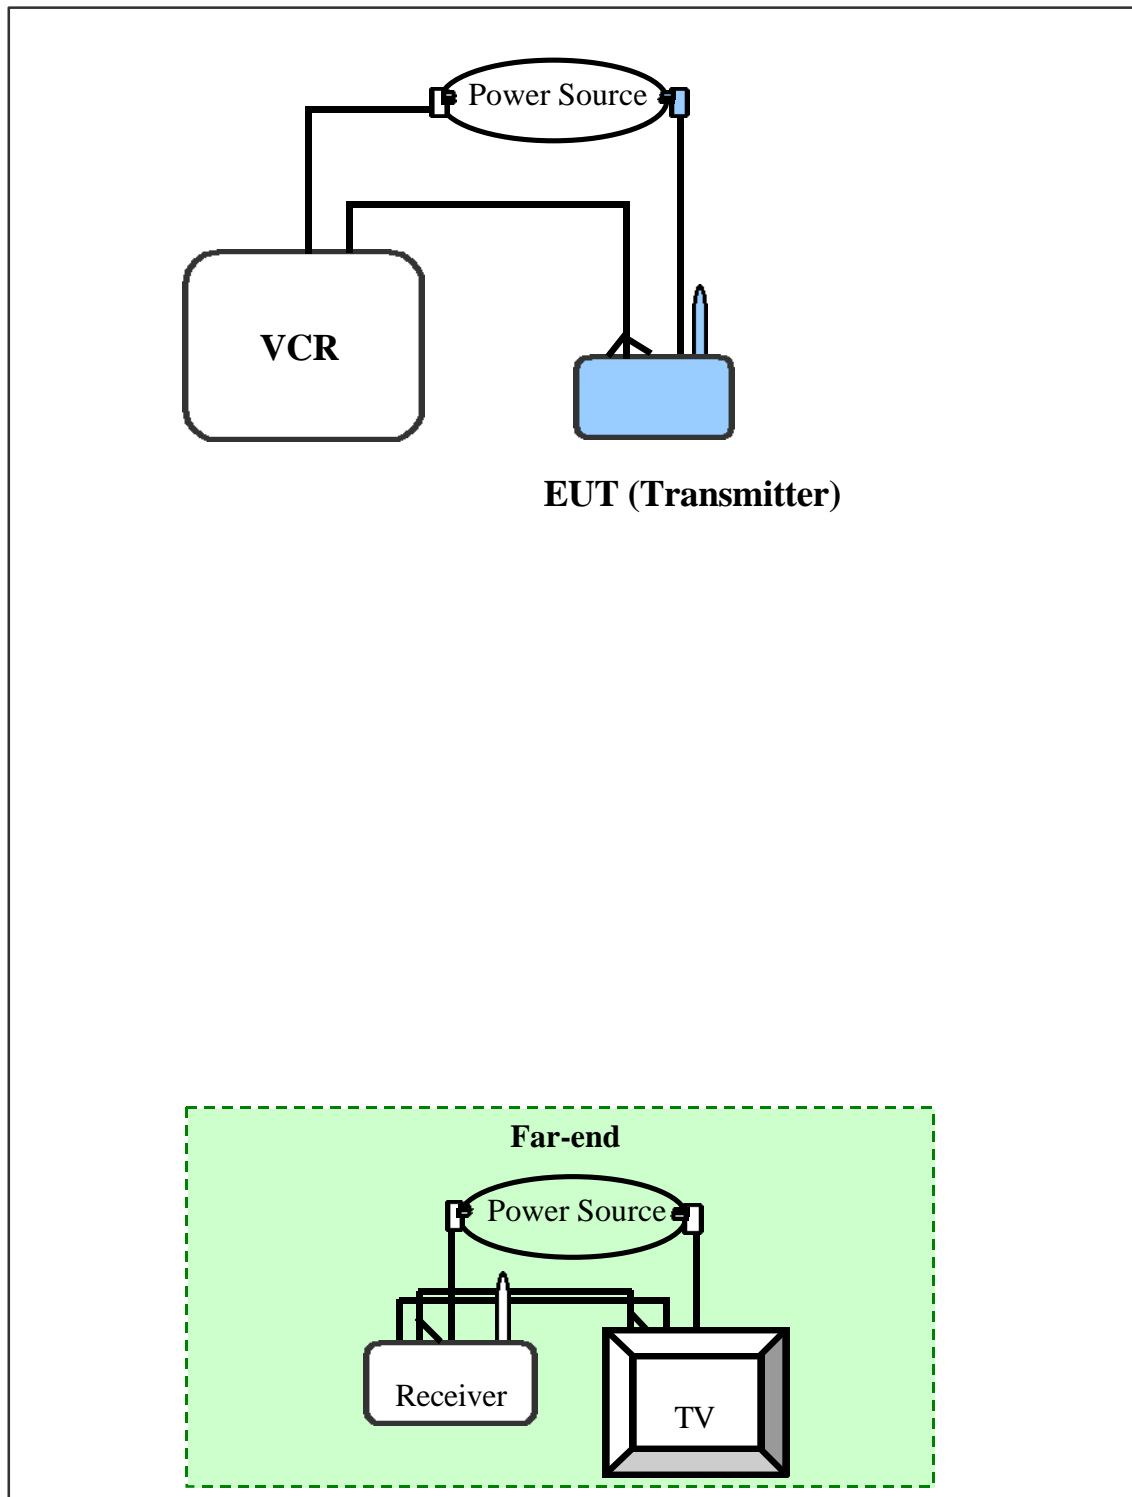 Power Source
VCR
EUT (Transmitter)
Far-end
Power Source
Receiver
TV